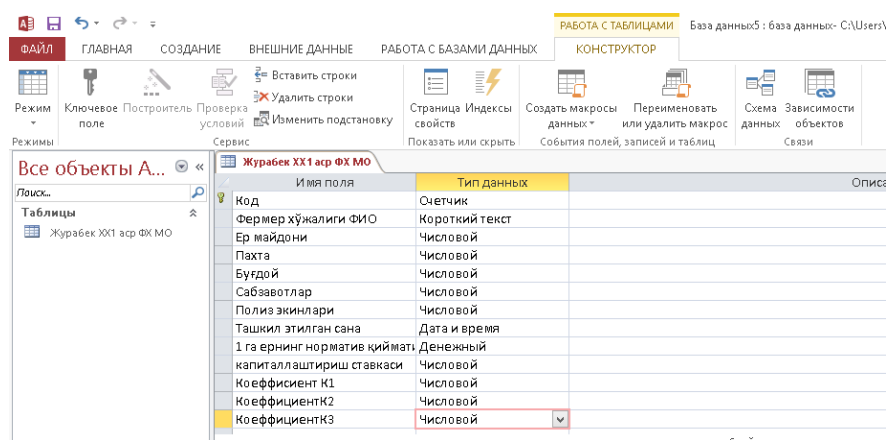 РАБОТА С ТАБЛИЦАМИ База данных5 : база данных- C:\Users\
ФАЙЛ ГЛАВНАЯ СОЗДАНИЕ ВНЕШНИЕ ДАННЫЕ РАБОТА С БАЗАМИ ДАННЫХ КОНСТРУКТОР
Режим
Ключевое поле
Построитель
Проверка условий
Вставить строки
Удалить строки
Изменить подстановку
Страница свойств
Индексы
Создать макросы данных
Переименовать или удалить макрос
Схема данных
Зависимости объектов
Режимы Сервис Показать или скрыть События полей, записей и таблиц Связи
Все объекты A... «
Поиск...
Таблицы
Журабек XX1 аср ФХ МО
Журабек XX1 аср ФХ МО
Имя поля Тип данных Описа
Код Счетчик
Фермер хўжалиги ФИО Короткий текст
Ер майдони Числовой
Пахта Числовой
Буғдой Числовой
Сабзавотлар Числовой
Полиз экинлари Числовой
Ташкил этилган сана Дата и время
1 га ернинг норматив қиймати Денежный
капиталлаштириш ставкаси Числовой
Коеффисиент К1 Числовой
КоеффициентК2 Числовой
КоеффициентК3 Числовой